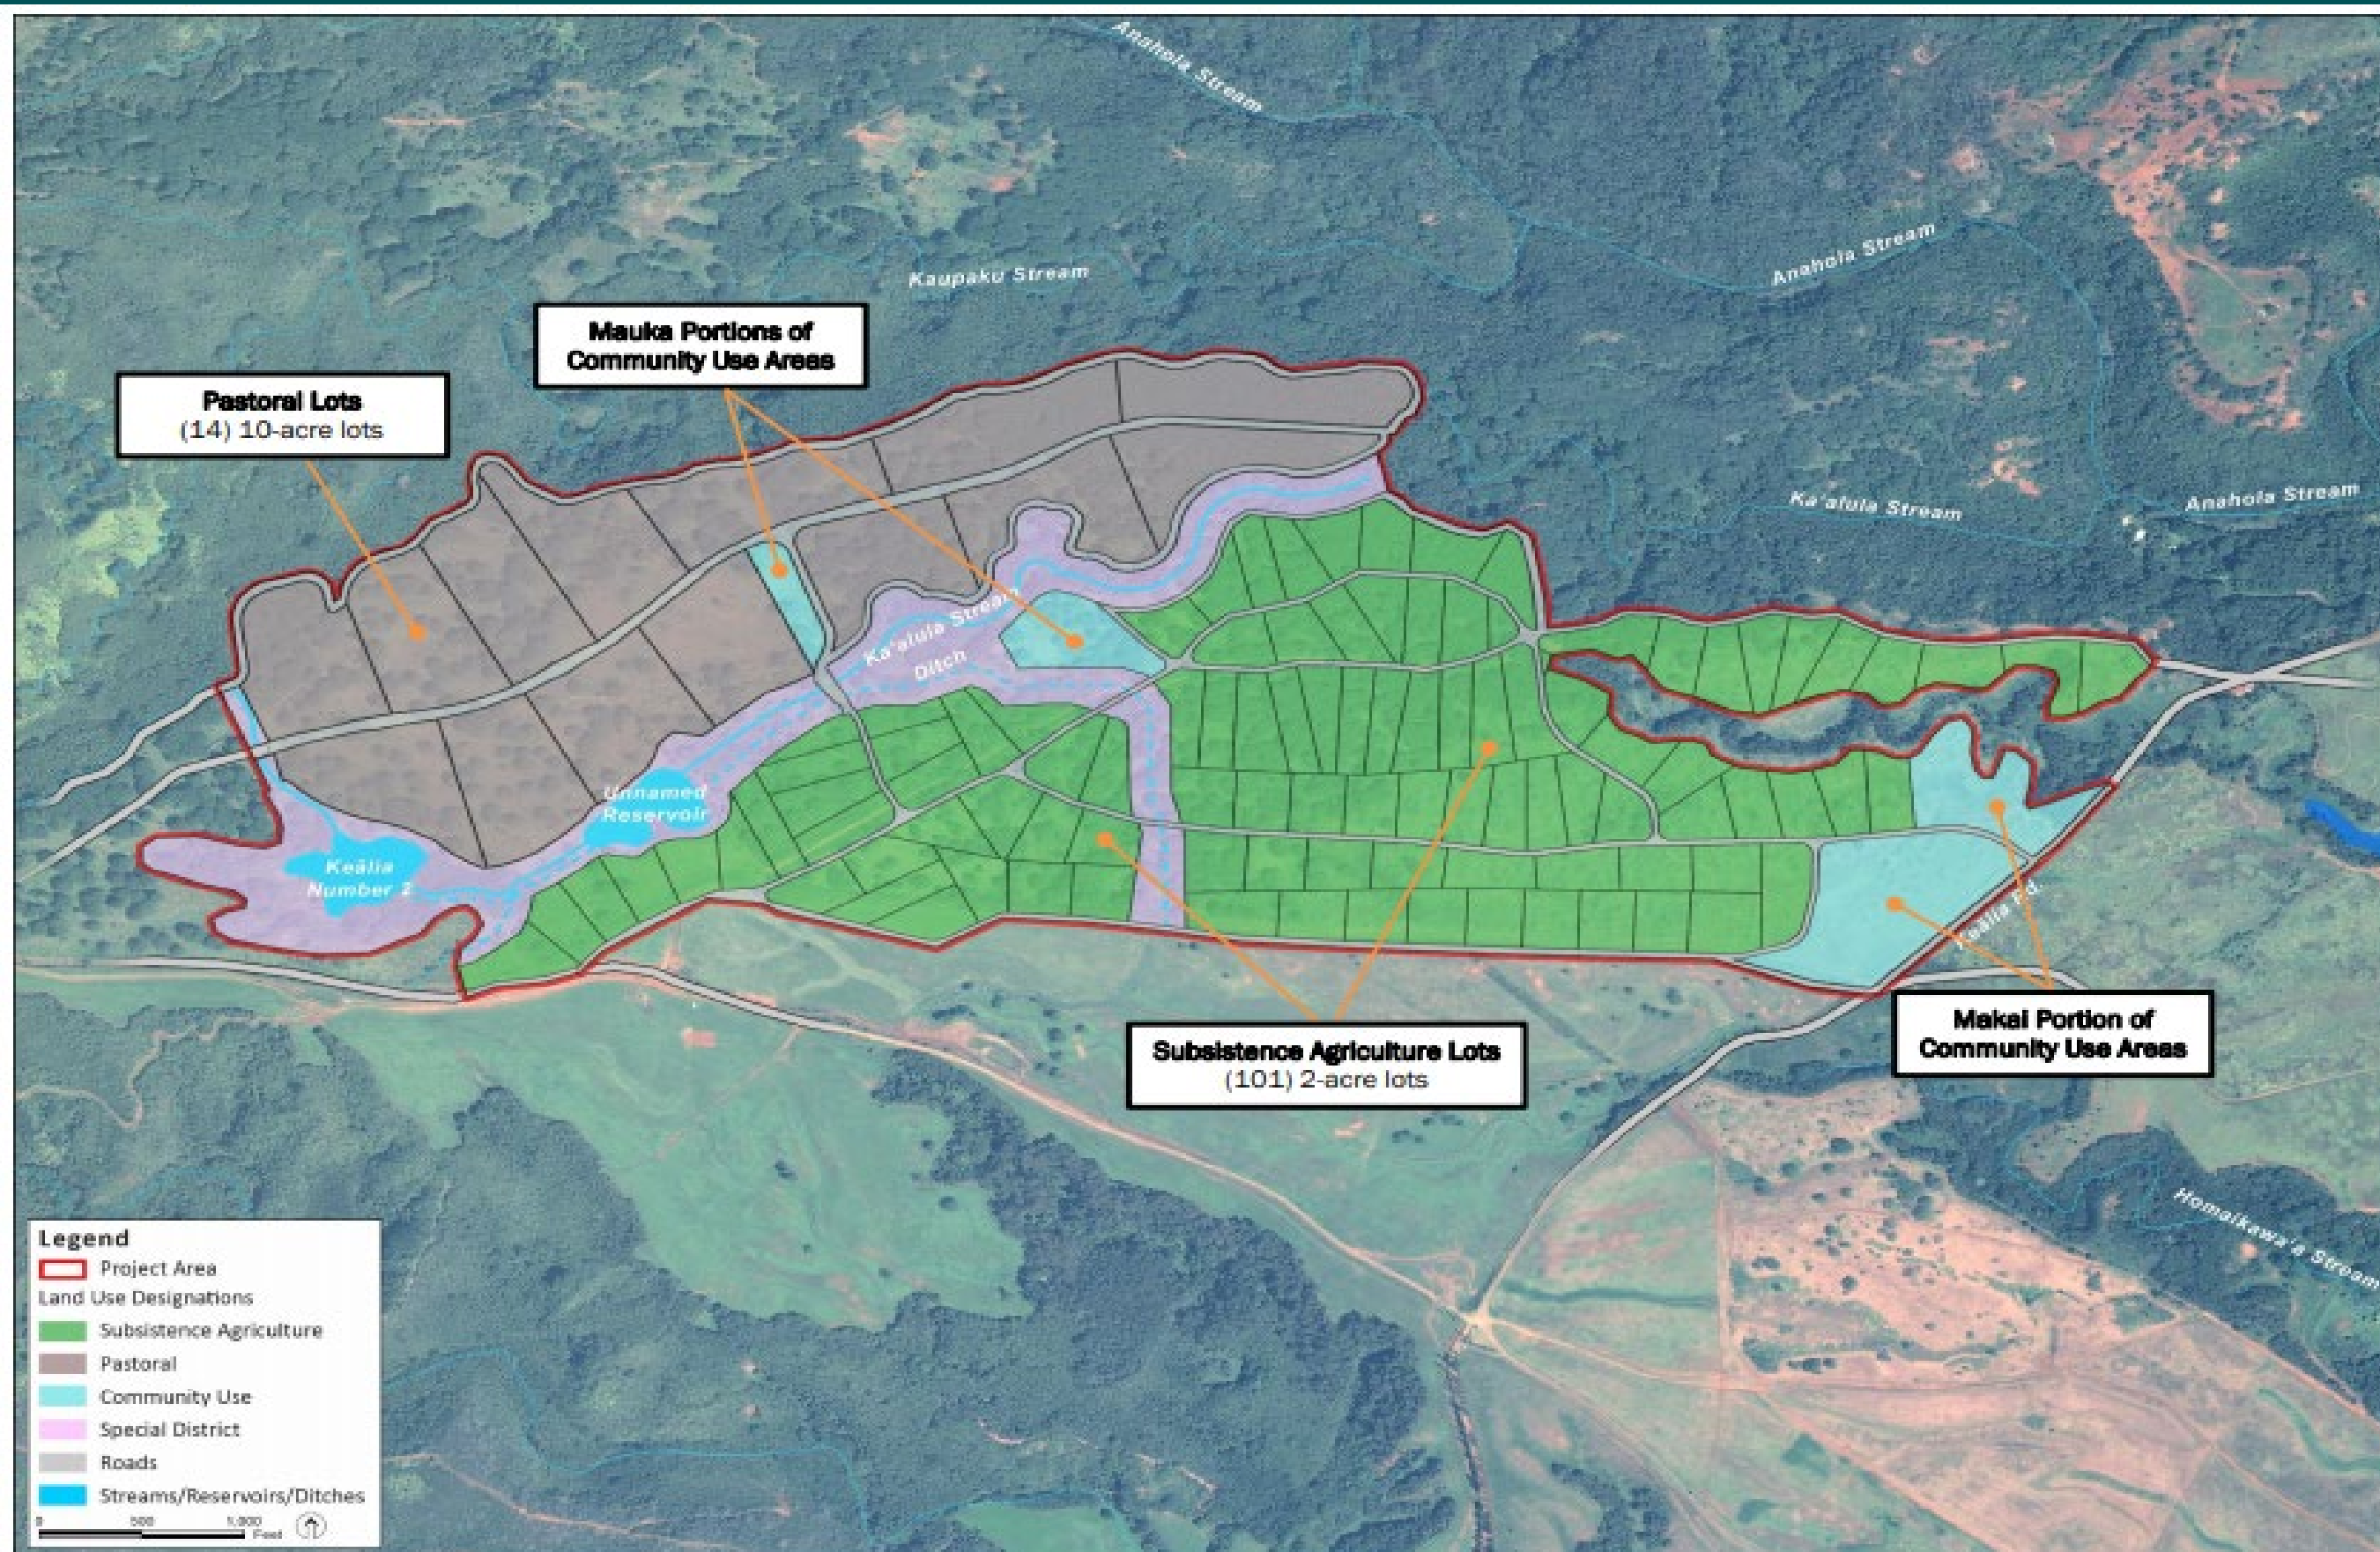 Anahola Stream
Kaupaku Stream
Anahola Stream
Mauka Portions of
Community Use Areas
Pastoral Lots
(14) 10-acre lots
Ka'alula Stream
Anahola Stream
Ka'alula Stream
Ditch
Unnamed
Reservoir
Keālia
Number 2
Kealia Rd.
Makai Portion of
Community Use Areas
Subsistence Agriculture Lots
(101) 2-acre lots
Homaikawa'a Stream
Legend
Project Area
Land Use Designations
Subsistence Agriculture
Pastoral
Community Use
Special District
Roads
Streams/Reservoirs/Ditches
0 500 1,000
Feet